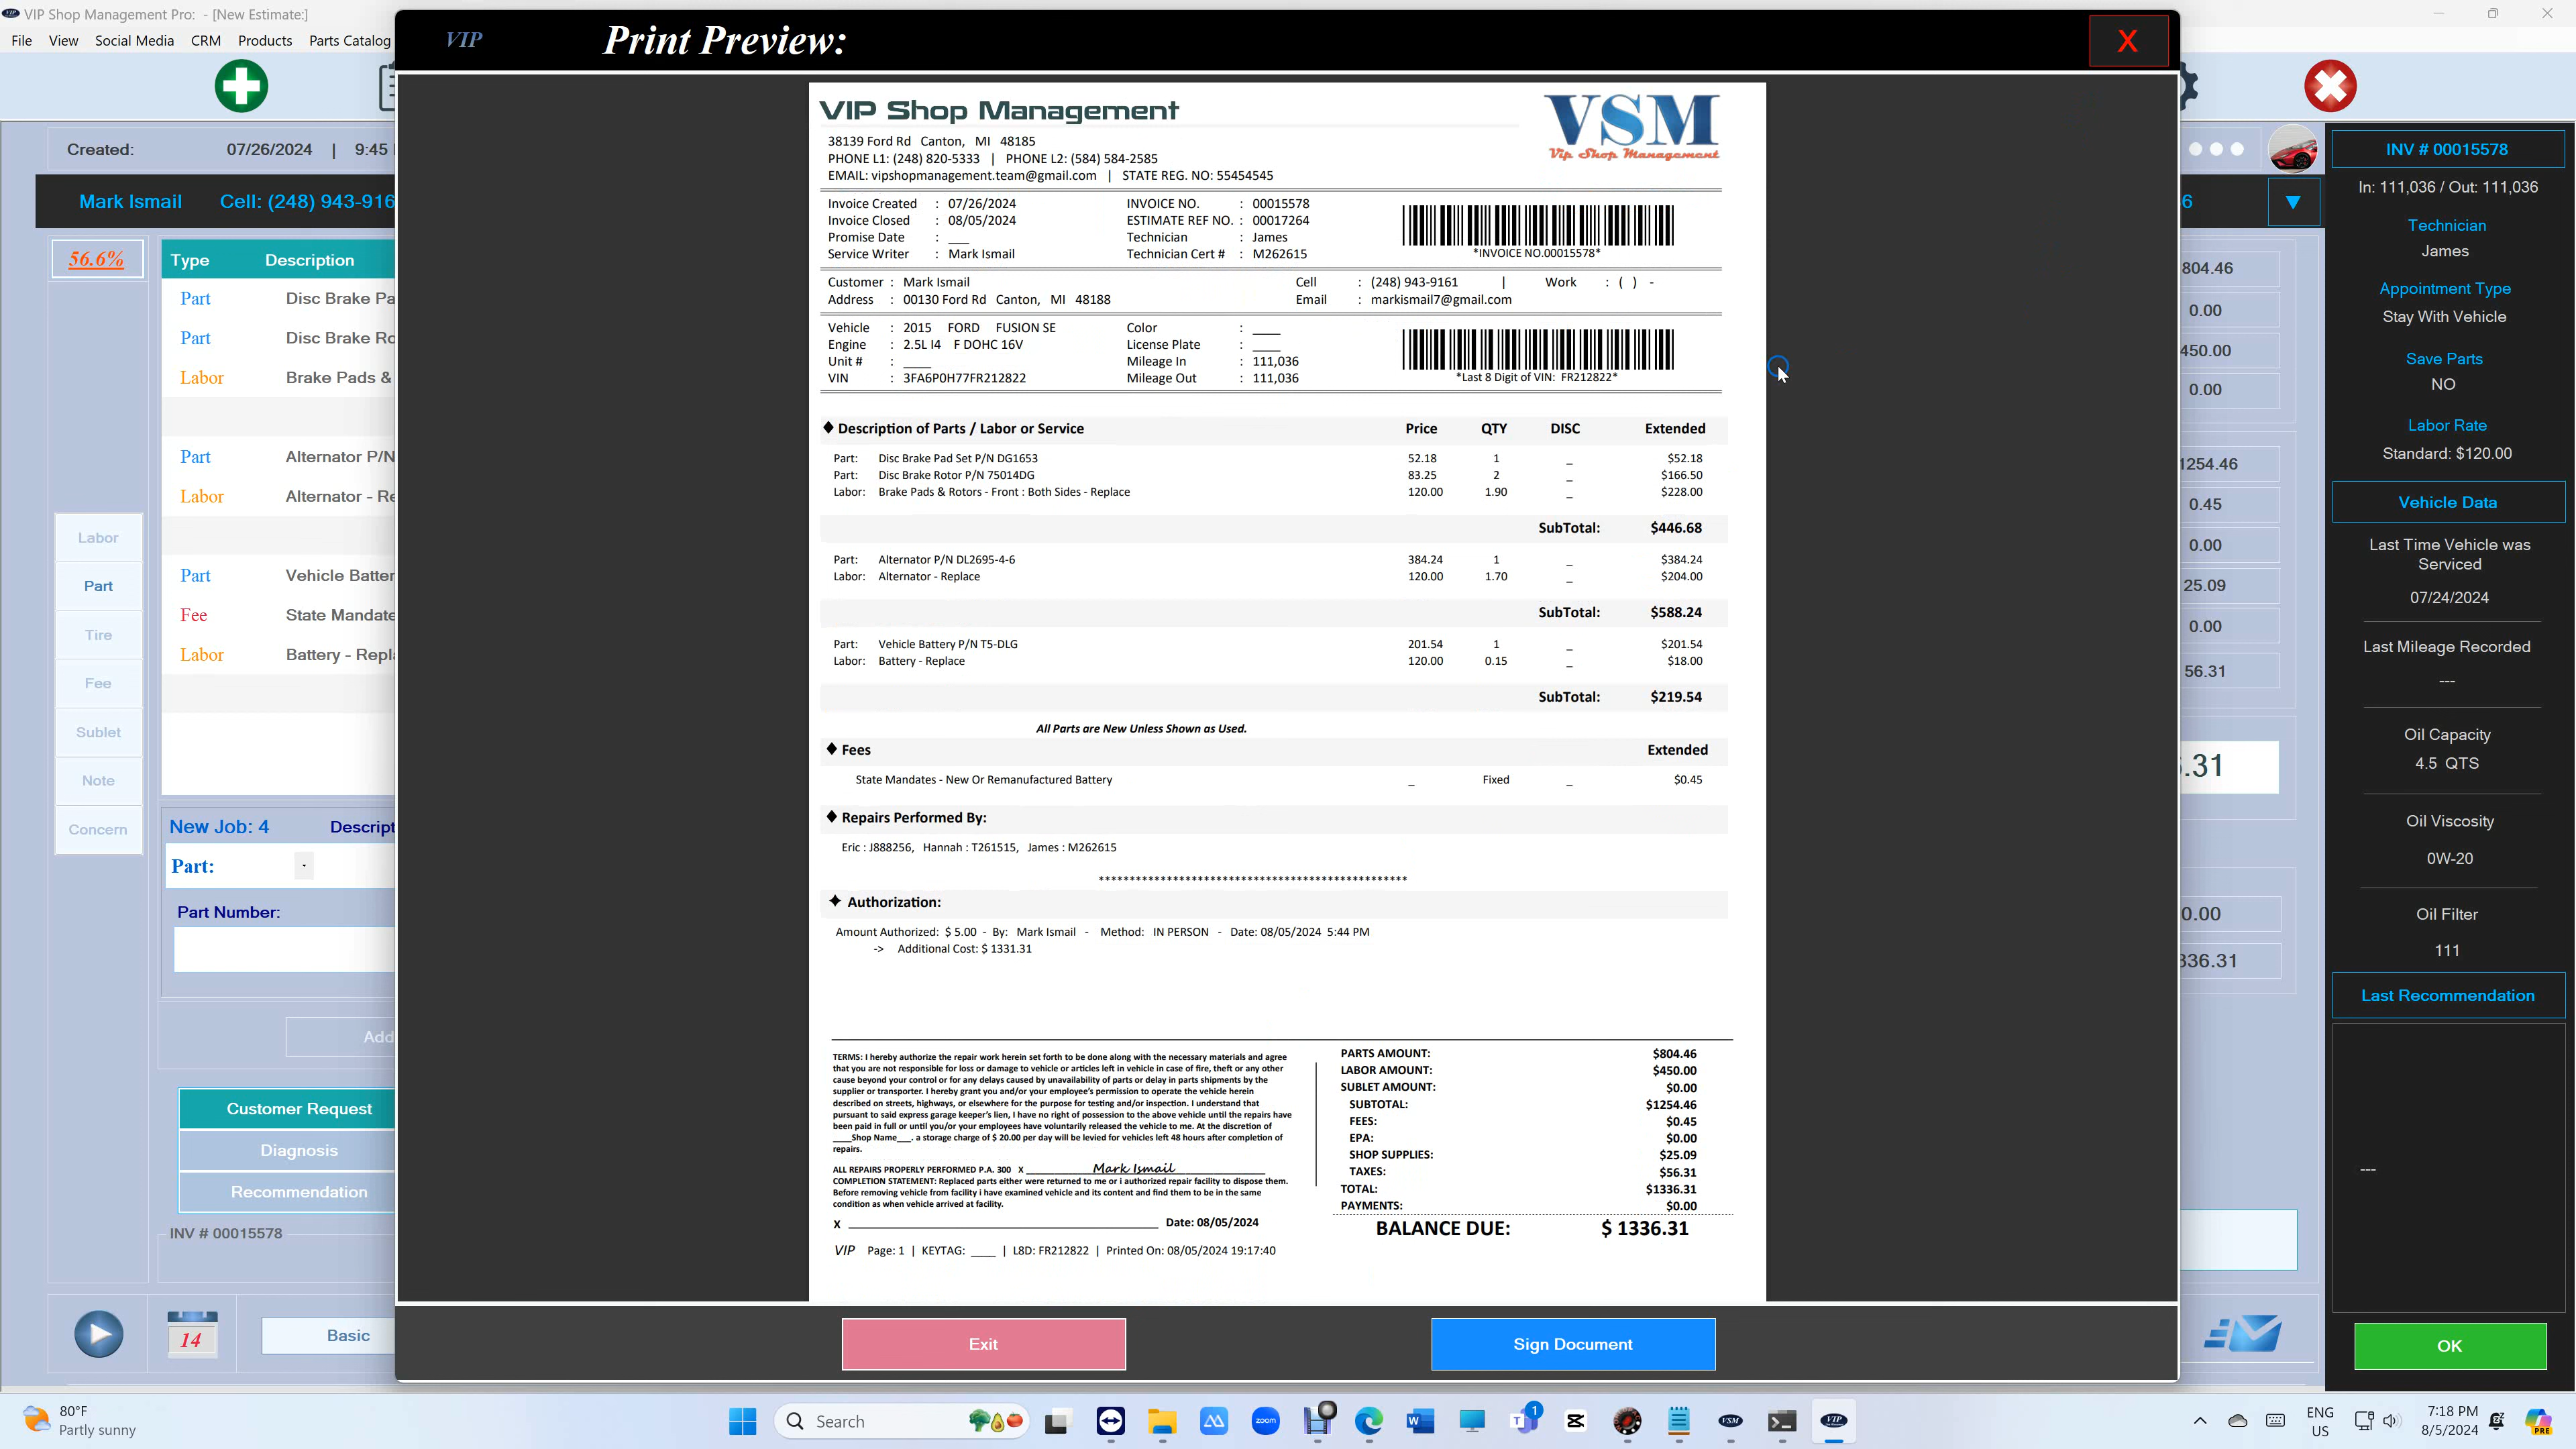 VIP Shop Management Pro: - [New Estimate:]
File View Social Media CRM Products Parts Catalog
VIP Print Preview: X
Created: 07/26/2024 | 9:45
Mark Ismail Cell: (248) 943-916
56.6%
Type Description
Part Disc Brake Pa
Part Disc Brake Ro
Labor Brake Pads &
Part Alternator P/N
Labor Alternator - Re
Part Vehicle Batter
Fee State Mandate
Labor Battery - Repl
Labor
Part
Tire
Fee
Sublet
Note
Concern
New Job: 4 Descript
Part:
Part Number:
Add
Customer Request
Diagnosis
Recommendation
INV # 00015578
14
Basic
VIP Shop Management
VSM
Vip Shop Management
38139 Ford Rd Canton, MI 48185
PHONE L1: (248) 820-5333 | PHONE L2: (584) 584-2585
EMAIL: vipshopmanagement.team@gmail.com | STATE REG. NO: 55454545
Invoice Created : 07/26/2024 INVOICE NO. : 00015578
Invoice Closed : 08/05/2024 ESTIMATE REF NO. : 00017264
Promise Date : ___ Technician : James
Service Writer : Mark Ismail Technician Cert # : M262615 *INVOICE NO.00015578*
Customer : Mark Ismail Cell : (248) 943-9161 | Work : ( ) -
Address : 00130 Ford Rd Canton, MI 48188 Email : markismail7@gmail.com
Vehicle : 2015 FORD FUSION SE Color : ____
Engine : 2.5L I4 F DOHC 16V License Plate : ____
Unit # : ____ Mileage In : 111,036
VIN : 3FA6P0H77FR212822 Mileage Out : 111,036 *Last 8 Digit of VIN: FR212822*
♦ Description of Parts / Labor or Service Price QTY DISC Extended
Part: Disc Brake Pad Set P/N DG1653 52.18 1 _ $52.18
Part: Disc Brake Rotor P/N 75014DG 83.25 2 _ $166.50
Labor: Brake Pads & Rotors - Front : Both Sides - Replace 120.00 1.90 _ $228.00
SubTotal: $446.68
Part: Alternator P/N DL2695-4-6 384.24 1 _ $384.24
Labor: Alternator - Replace 120.00 1.70 _ $204.00
SubTotal: $588.24
Part: Vehicle Battery P/N T5-DLG 201.54 1 _ $201.54
Labor: Battery - Replace 120.00 0.15 _ $18.00
SubTotal: $219.54
All Parts are New Unless Shown as Used.
♦ Fees Extended
State Mandates - New Or Remanufactured Battery _ Fixed _ $0.45
♦ Repairs Performed By:
Eric : J888256, Hannah : T261515, James : M262615
**************************************************
✦ Authorization:
Amount Authorized: $ 5.00 - By: Mark Ismail - Method: IN PERSON - Date: 08/05/2024 5:44 PM
-> Additional Cost: $ 1331.31
TERMS: I hereby authorize the repair work herein set forth to be done along with the necessary materials and agree
that you are not responsible for loss or damage to vehicle or articles left in vehicle in case of fire, theft or any other
cause beyond your control or for any delays caused by unavailability of parts or delay in parts shipments by the
supplier or transporter. I hereby grant you and/or your employee's permission to operate the vehicle herein
described on streets, highways, or elsewhere for the purpose for testing and/or inspection. I understand that
pursuant to said express garage keeper's lien, I have no right of possession to the above vehicle until the repairs have
been paid in full or until you/or your employees have voluntarily released the vehicle to me. At the discretion of
____Shop Name___. a storage charge of $ 20.00 per day will be levied for vehicles left 48 hours after completion of
repairs.
ALL REPAIRS PROPERLY PERFORMED P.A. 300 X Mark Ismail
COMPLETION STATEMENT: Replaced parts either were returned to me or i authorized repair facility to dispose them.
Before removing vehicle from facility i have examined vehicle and its content and find them to be in the same
condition as when vehicle arrived at facility.
X Date: 08/05/2024
VIP Page: 1 | KEYTAG: ____ | L8D: FR212822 | Printed On: 08/05/2024 19:17:40
PARTS AMOUNT: $804.46
LABOR AMOUNT: $450.00
SUBLET AMOUNT: $0.00
SUBTOTAL: $1254.46
FEES: $0.45
EPA: $0.00
SHOP SUPPLIES: $25.09
TAXES: $56.31
TOTAL: $1336.31
PAYMENTS: $0.00
BALANCE DUE: $ 1336.31
Exit Sign Document
6
804.46
0.00
450.00
0.00
1254.46
0.45
0.00
25.09
0.00
56.31
.31
0.00
336.31
INV # 00015578
In: 111,036 / Out: 111,036
Technician
James
Appointment Type
Stay With Vehicle
Save Parts
NO
Labor Rate
Standard: $120.00
Vehicle Data
Last Time Vehicle was
Serviced
07/24/2024
Last Mileage Recorded
---
Oil Capacity
4.5 QTS
Oil Viscosity
0W-20
Oil Filter
111
Last Recommendation
---
OK
80°F
Partly sunny
Search
zoom
W
T 1
VSM
VIP
ENG
US
7:18 PM
8/5/2024
PRE